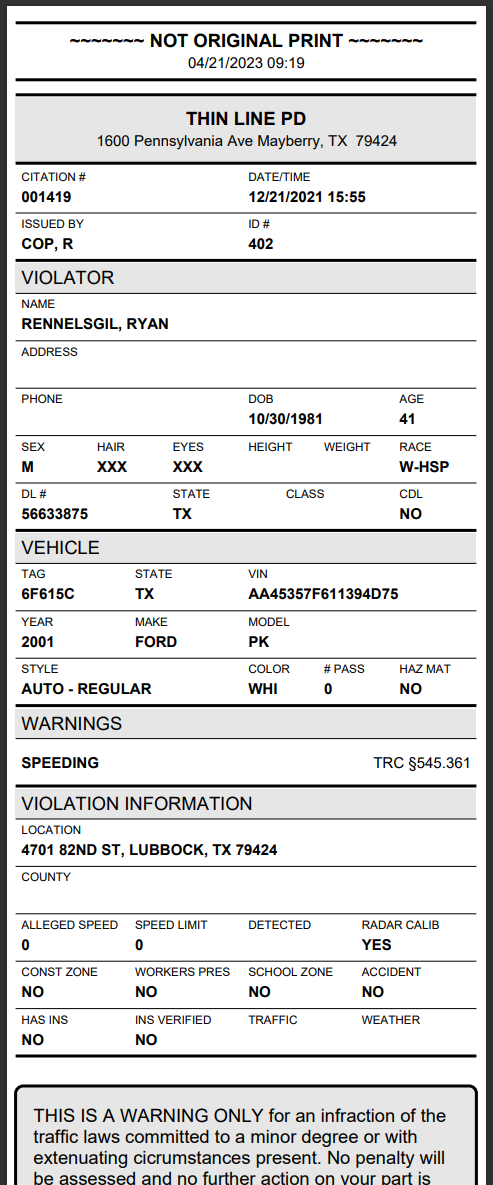 ~~~~~~~ NOT ORIGINAL PRINT ~~~~~~~
04/21/2023 09:19
THIN LINE PD
1600 Pennsylvania Ave Mayberry, TX 79424
CITATION # DATE/TIME
001419 12/21/2021 15:55
ISSUED BY ID #
COP, R 402
VIOLATOR
NAME
RENNELSGIL, RYAN
ADDRESS
PHONE DOB AGE
10/30/1981 41
SEX HAIR EYES HEIGHT WEIGHT RACE
M XXX XXX W-HSP
DL # STATE CLASS CDL
56633875 TX NO
VEHICLE
TAG STATE VIN
6F615C TX AA45357F611394D75
YEAR MAKE MODEL
2001 FORD PK
STYLE COLOR # PASS HAZ MAT
AUTO - REGULAR WHI 0 NO
WARNINGS
SPEEDING TRC §545.361
VIOLATION INFORMATION
LOCATION
4701 82ND ST, LUBBOCK, TX 79424
COUNTY
ALLEGED SPEED SPEED LIMIT DETECTED RADAR CALIB
0 0 YES
CONST ZONE WORKERS PRES SCHOOL ZONE ACCIDENT
NO NO NO NO
HAS INS INS VERIFIED TRAFFIC WEATHER
NO NO
THIS IS A WARNING ONLY for an infraction of the
traffic laws committed to a minor degree or with
extenuating cicrumstances present. No penalty will
be assessed and no further action on your part is